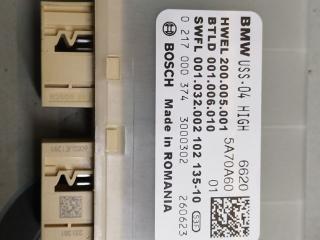 BMW USS-04 HIGH 6620
HWEL 200.005.001 5A70A60
BTLD 001.006.010 01
SWFL 001.032.002 102 135-10
0 217 000 374 3000302 260623
BOSCH Made in ROMANIA